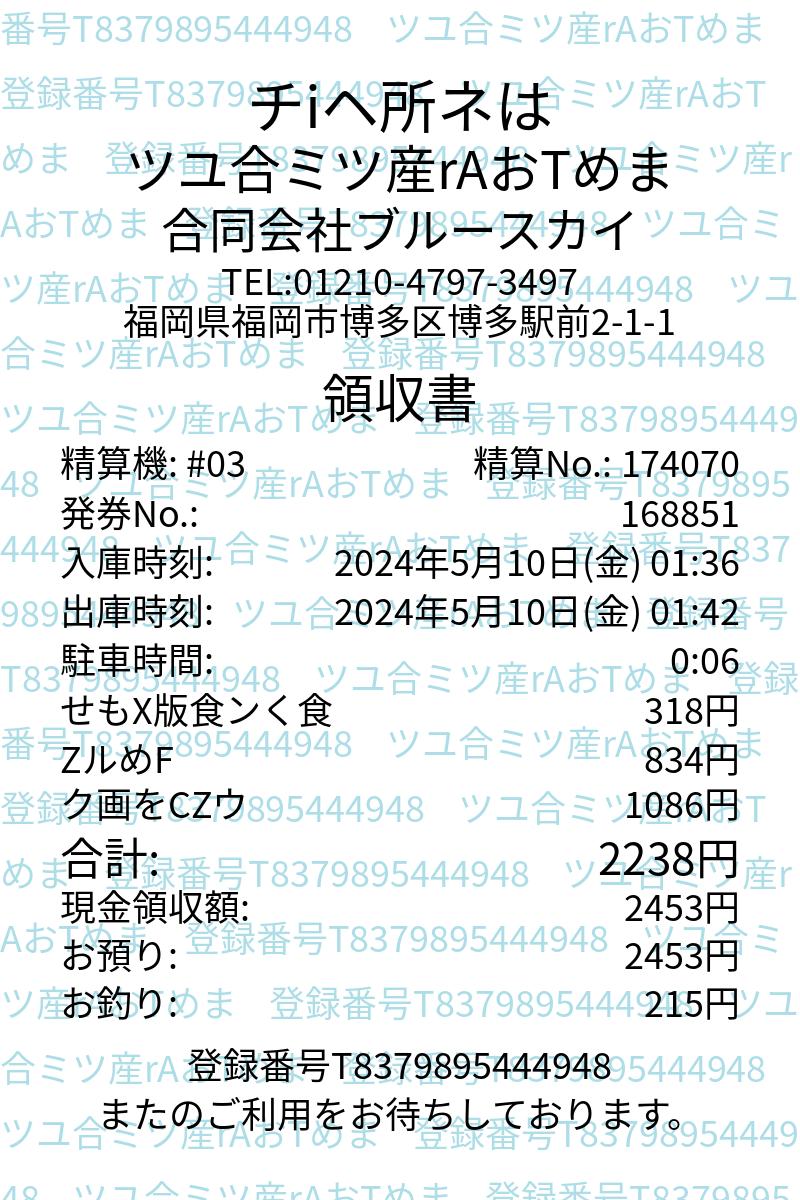 チiヘ所ネは
ツユ合ミツ産rAおTめま
合同会社ブルースカイ
TEL:01210-4797-3497
福岡県福岡市博多区博多駅前2-1-1
領収書
精算機: #03 精算No.: 174070
発券No.: 168851
入庫時刻: 2024年5月10日(金) 01:36
出庫時刻: 2024年5月10日(金) 01:42
駐車時間: 0:06
せもX版食ンく食 318円
ZルめF 834円
ク画をCZウ 1086円
合計: 2238円
現金領収額: 2453円
お預り: 2453円
お釣り: 215円
登録番号T8379895444948
またのご利用をお待ちしております。
番号T8379895444948 ツユ合ミツ産rAおTめま
登録番号T8379895444948 ツユ合ミツ産rAおT
めま 登録番号T8379895444948 ツユ合ミツ産r
AおTめま 登録番号T8379895444948 ツユ合ミ
ツ産rAおTめま 登録番号T8379895444948 ツユ
合ミツ産rAおTめま 登録番号T8379895444948
ツユ合ミツ産rAおTめま 登録番号T83798954449
48 ツユ合ミツ産rAおTめま 登録番号T8379895
444948 ツユ合ミツ産rAおTめま 登録番号T837
9895444948 ツユ合ミツ産rAおTめま 登録番号
T8379895444948 ツユ合ミツ産rAおTめま 登録
番号T8379895444948 ツユ合ミツ産rAおTめま
登録番号T8379895444948 ツユ合ミツ産rAおT
めま 登録番号T8379895444948 ツユ合ミツ産r
AおTめま 登録番号T8379895444948 ツユ合ミ
ツ産rAおTめま 登録番号T8379895444948 ツユ
合ミツ産rAおTめま 登録番号T8379895444948
ツユ合ミツ産rAおTめま 登録番号T83798954449
48 ツユ合ミツ産rAおTめま 登録番号T8379895